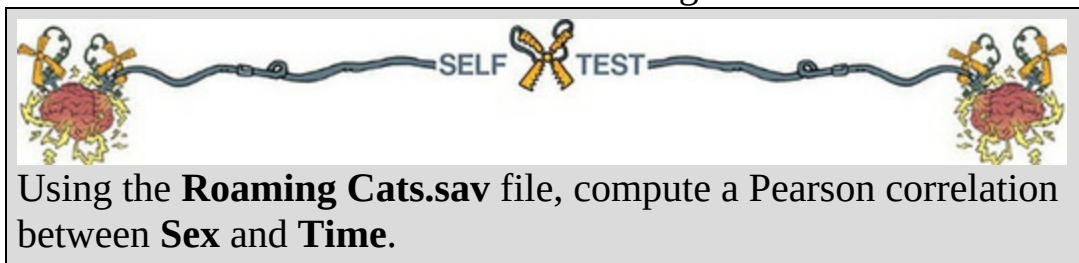 SELF TEST
Using the Roaming Cats.sav file, compute a Pearson correlation
between Sex and Time.